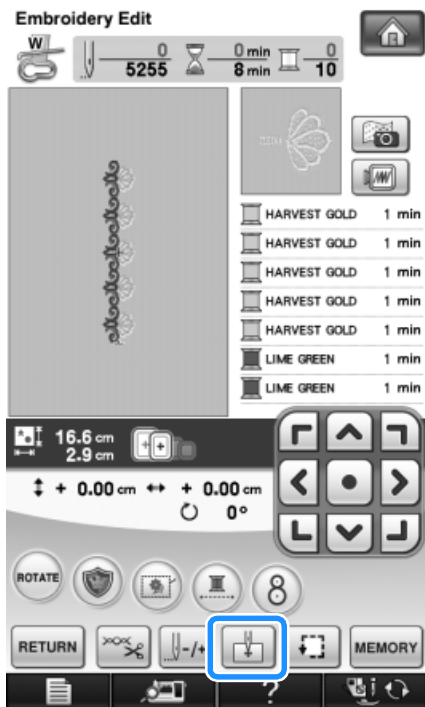 Embroidery Edit
W
0 0 min 0
5255 8 min 10
HARVEST GOLD 1 min
HARVEST GOLD 1 min
HARVEST GOLD 1 min
HARVEST GOLD 1 min
HARVEST GOLD 1 min
LIME GREEN 1 min
LIME GREEN 1 min
16.6 cm
2.9 cm
+ 0.00 cm + 0.00 cm
0°
ROTATE
8
RETURN -/+ MEMORY
?